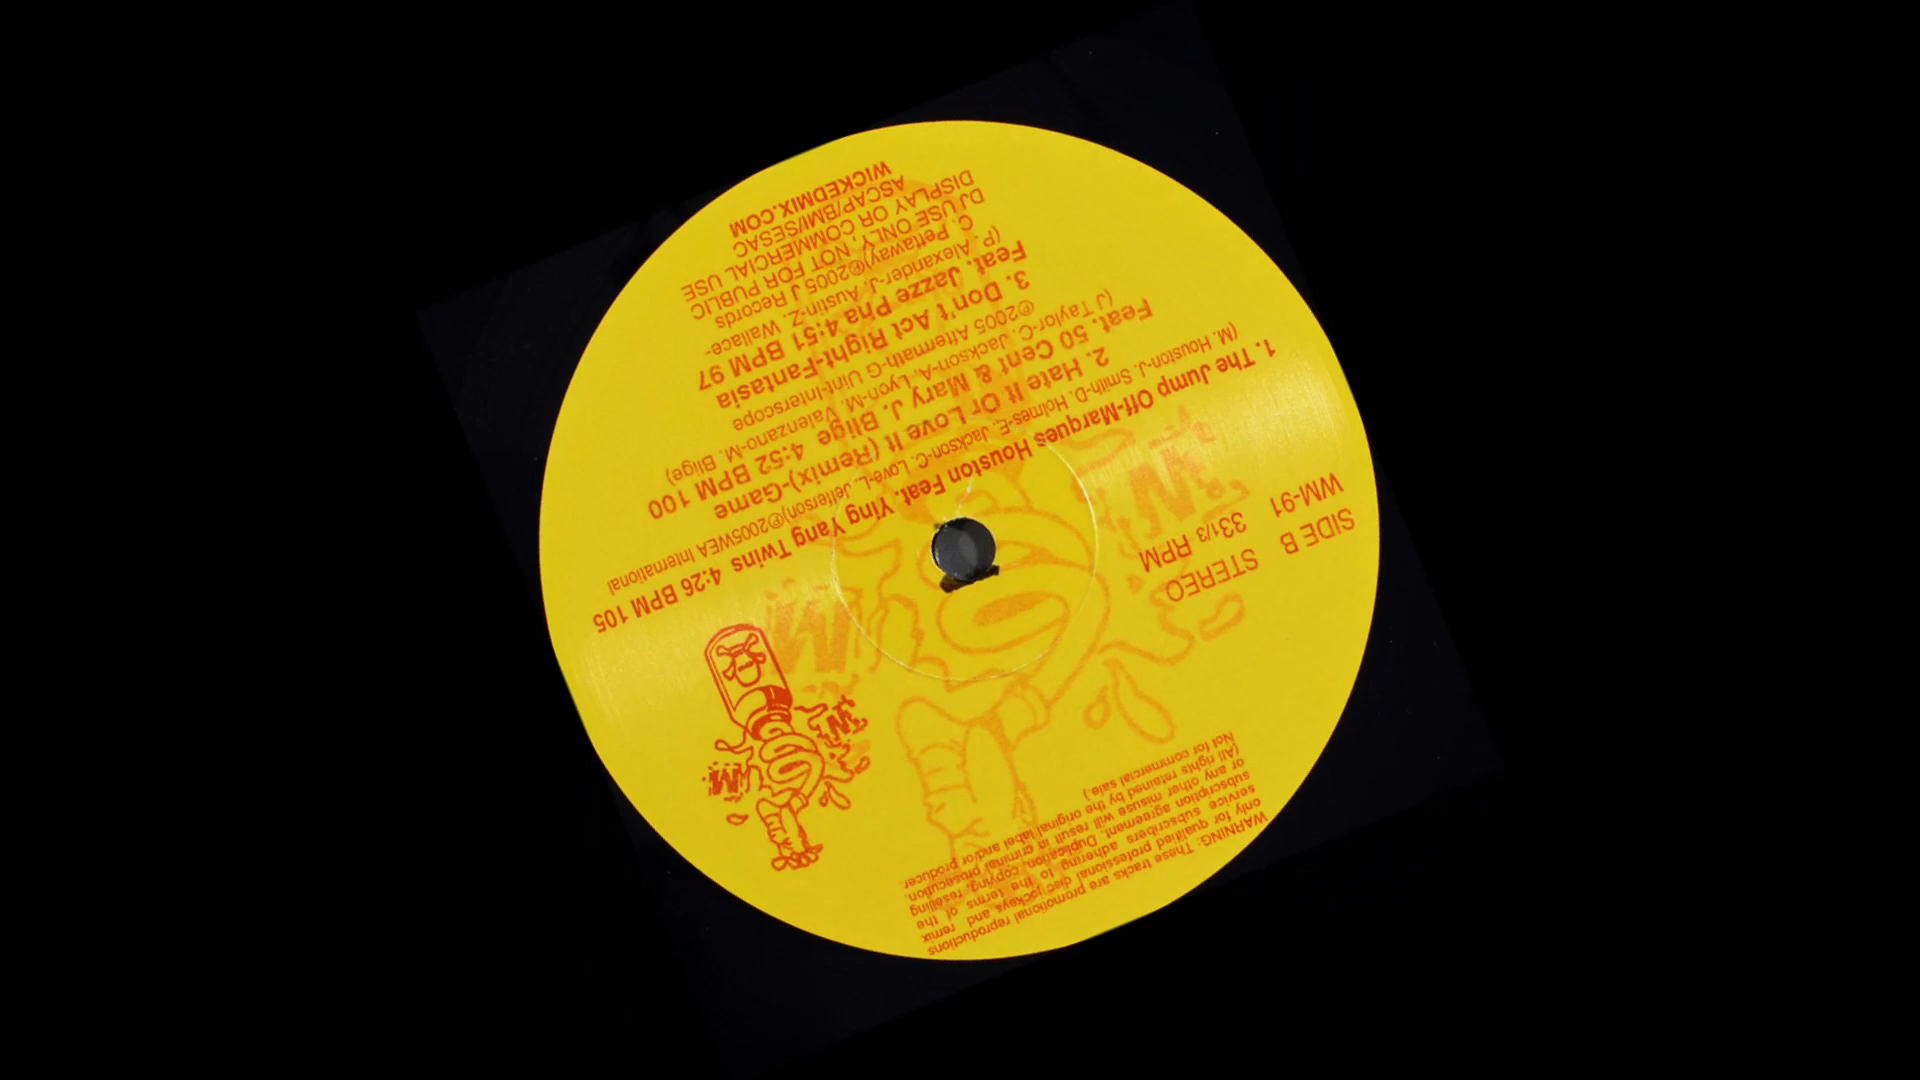 WARNING: These tracks are promotional reproductions
only for qualified professional disc jockeys and remix
service subscribers adhering to the terms of the
subscription agreement. Duplication, copying, reselling
or any other misuse will result in criminal prosecution.
(All rights retained by the original label and/or producer.
Not for commercial sale.)
SIDE B STEREO
WM-91 331/3 RPM
1. The Jump Off-Marques Houston Feat. Ying Yang Twins 4:26 BPM 105
(M. Houston-J. Smith-D. Holmes-E. Jackson-C. Love-L. Jefferson)℗2005WEA International
2. Hate It Or Love It (Remix)-Game
Feat. 50 Cent & Mary J. Blige 4:52 BPM 100
(J Taylor-C. Jackson-A. Lyon-M. Valenzano-M. Blige)
℗2005 Aftermath-G Uint-Interscope
3. Don't Act Right-Fantasia
Feat. Jazze Pha 4:51 BPM 97
(P. Alexander-J. Austin-Z. Wallace-
C. Pettaway)℗2005 J Records
DJ USE ONLY, NOT FOR PUBLIC
DISPLAY OR COMMERCIAL USE
ASCAP/BMI/SESAC
WICKEDMIX.COM